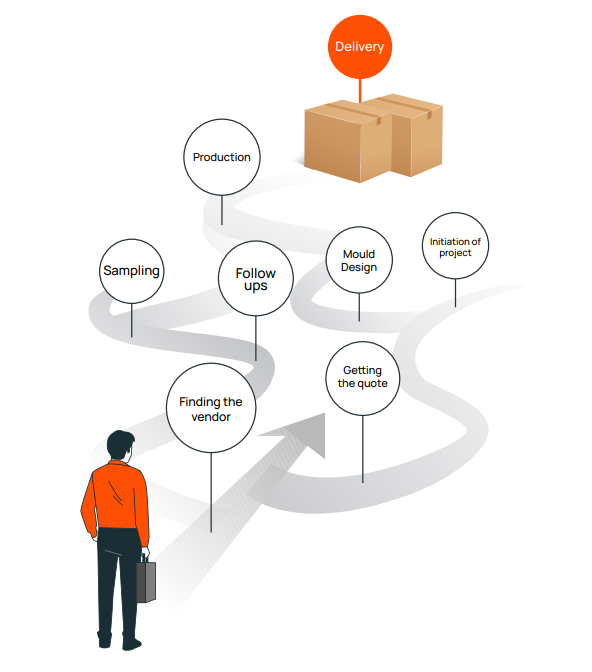 Delivery
Production
Initiation of
project
Mould
Design
Sampling
Follow
ups
Getting
the quote
Finding the
vendor